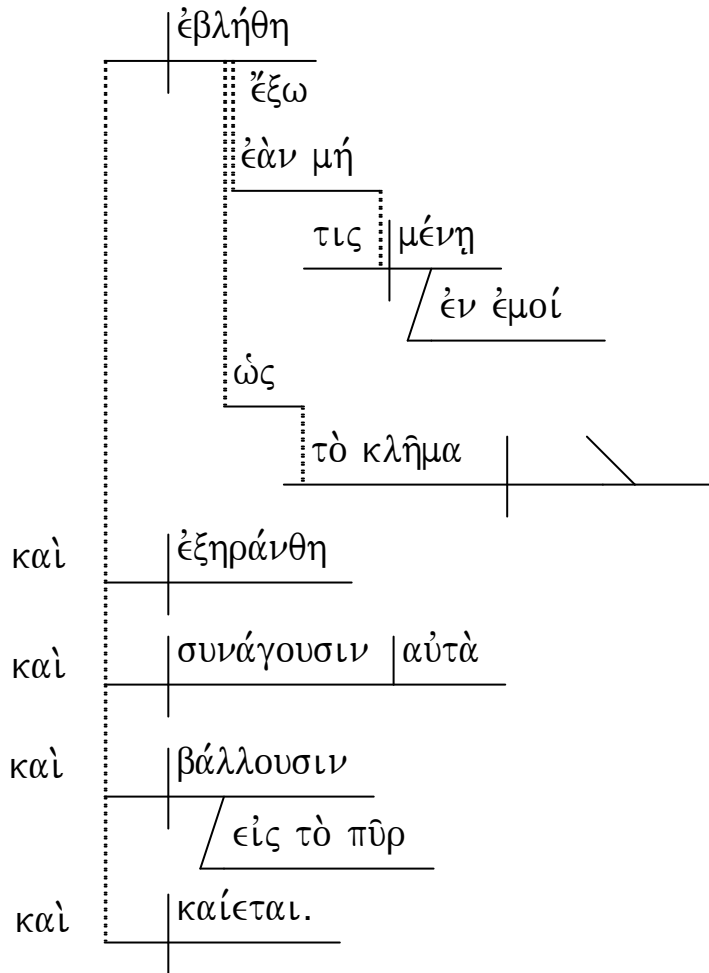 ἐβλήθη
ἔξω
ἐὰν μή
τις μένῃ
ἐν ἐμοί
ὡς
τὸ κλῆμα
καὶ ἐξηράνθη
καὶ συνάγουσιν αὐτὰ
καὶ βάλλουσιν
εἰς τὸ πῦρ
καὶ καίεται.